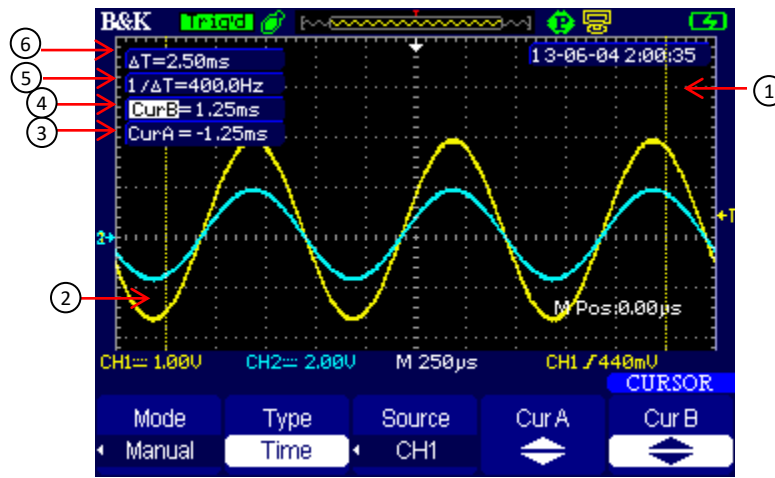 B&K Trig'd P
13-06-04 2:00:35
6 ΔT=2.50ms
5 1/ΔT=400.0Hz
4 CurB=1.25ms
3 CurA=-1.25ms
1
T
2
2
M Pos:0.00µs
CH1 1.00V CH2 2.00V M 250µs CH1 440mV
CURSOR
Mode Type Source CurA CurB
Manual Time CH1